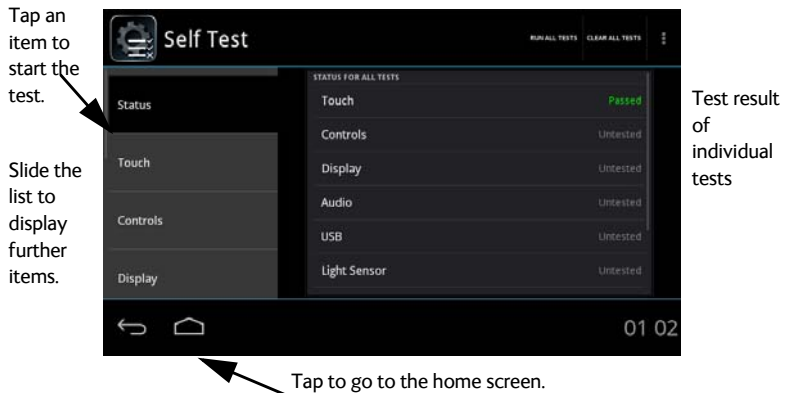 Tap an
item to
start the
test.
Slide the
list to
display
further
items.
Self Test
RUN ALL TESTS CLEAR ALL TESTS
Status
Touch
Controls
Display
STATUS FOR ALL TESTS
Touch Passed
Controls Untested
Display Untested
Audio Untested
USB Untested
Light Sensor Untested
01 02
Test result
of
individual
tests
Tap to go to the home screen.